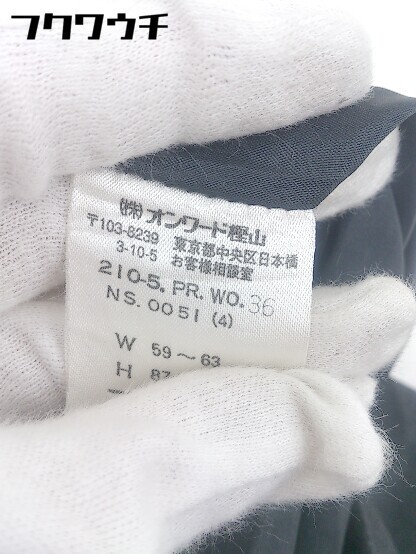 フクワウチ
(株)オンワード樫山
〒103-8239 東京都中央区日本橋
3-10-5 お客様相談室
210-5. PR. WO. 36
NS. 0051 (4)
W 59～63
H 87